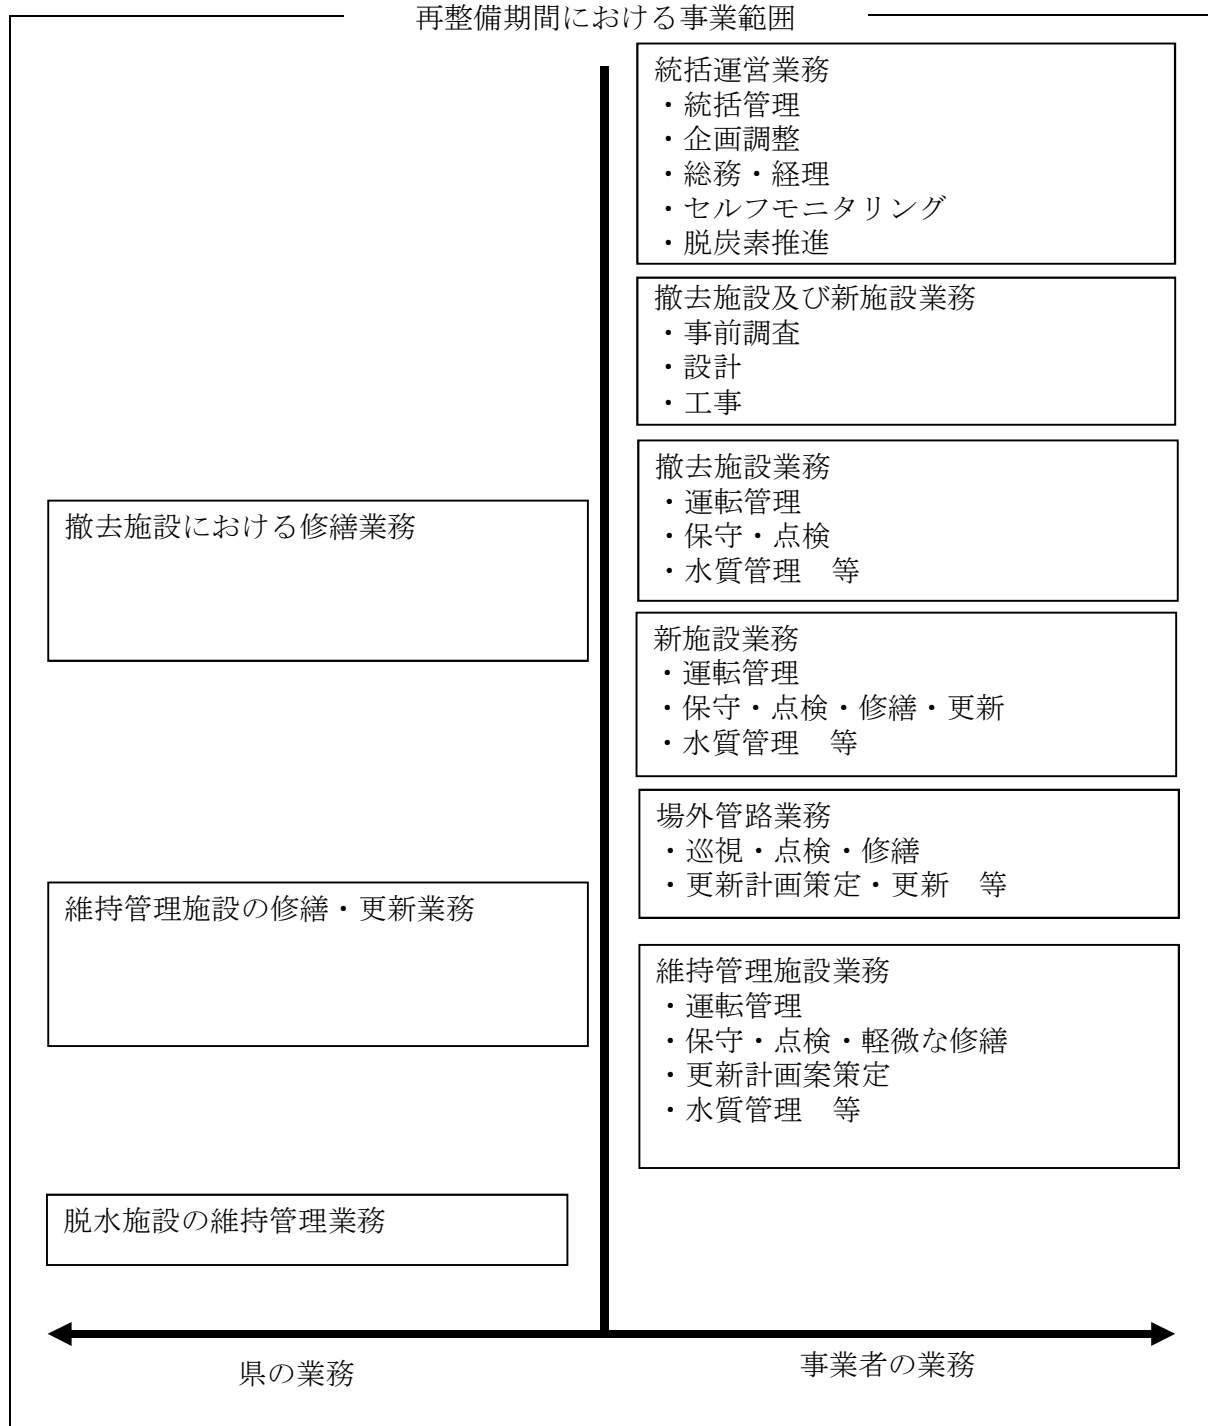 再整備期間における事業範囲
統括運営業務
・統括管理
・企画調整
・総務・経理
・セルフモニタリング
・脱炭素推進
撤去施設及び新施設業務
・事前調査
・設計
・工事
撤去施設業務
・運転管理
・保守・点検
・水質管理　等
撤去施設における修繕業務
新施設業務
・運転管理
・保守・点検・修繕・更新
・水質管理　等
場外管路業務
・巡視・点検・修繕
・更新計画策定・更新　等
維持管理施設の修繕・更新業務
維持管理施設業務
・運転管理
・保守・点検・軽微な修繕
・更新計画案策定
・水質管理　等
脱水施設の維持管理業務
県の業務
事業者の業務